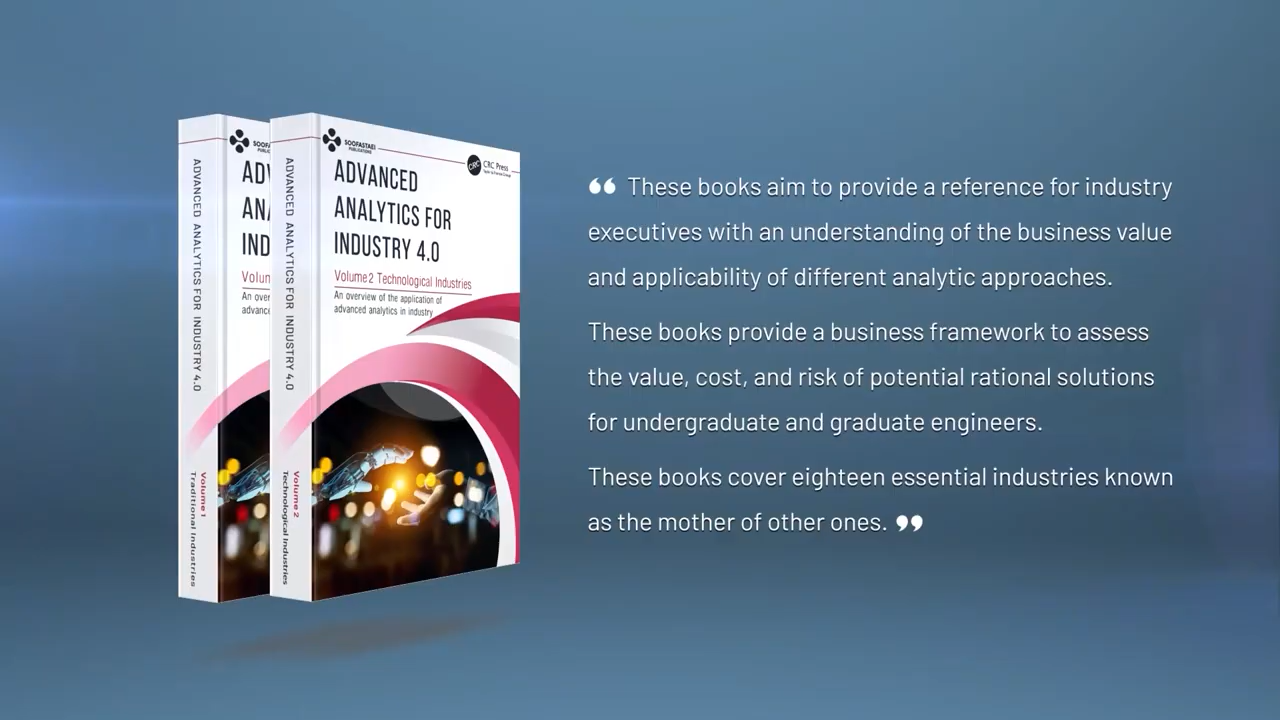 SOOFASTAEI
PUBLICATIONS
CRC
CRC Press
Taylor & Francis Group
ADVANCED
ANALYTICS FOR
INDUSTRY 4.0
Volume 2 Technological Industries
An overview of the application of
advanced analytics in industry
ADVANCED ANALYTICS FOR INDUSTRY 4.0
Volume 2
Technological Industries
ADVANCED ANALYTICS FOR INDUSTRY 4.0
Volume 1
Traditional Industries
“ These books aim to provide a reference for industry
executives with an understanding of the business value
and applicability of different analytic approaches.
These books provide a business framework to assess
the value, cost, and risk of potential rational solutions
for undergraduate and graduate engineers.
These books cover eighteen essential industries known
as the mother of other ones. ”